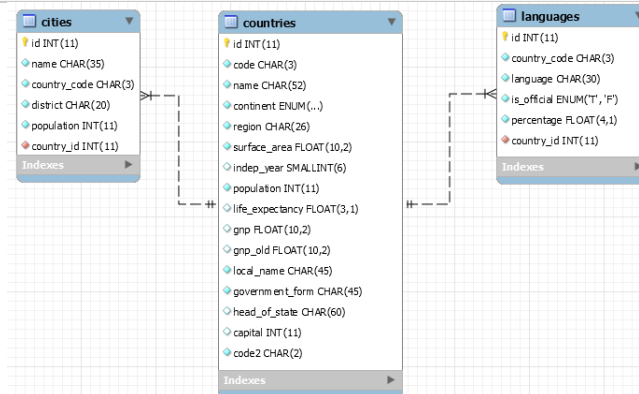 cities
id INT(11)
name CHAR(35)
country_code CHAR(3)
district CHAR(20)
population INT(11)
country_id INT(11)
Indexes
countries
id INT(11)
code CHAR(3)
name CHAR(52)
continent ENUM(...)
region CHAR(26)
surface_area FLOAT(10,2)
indep_year SMALLINT(6)
population INT(11)
life_expectancy FLOAT(3,1)
gnp FLOAT(10,2)
gnp_old FLOAT(10,2)
local_name CHAR(45)
government_form CHAR(45)
head_of_state CHAR(60)
capital INT(11)
code2 CHAR(2)
Indexes
languages
id INT(11)
country_code CHAR(3)
language CHAR(30)
is_official ENUM('T', 'F')
percentage FLOAT(4,1)
country_id INT(11)
Indexes